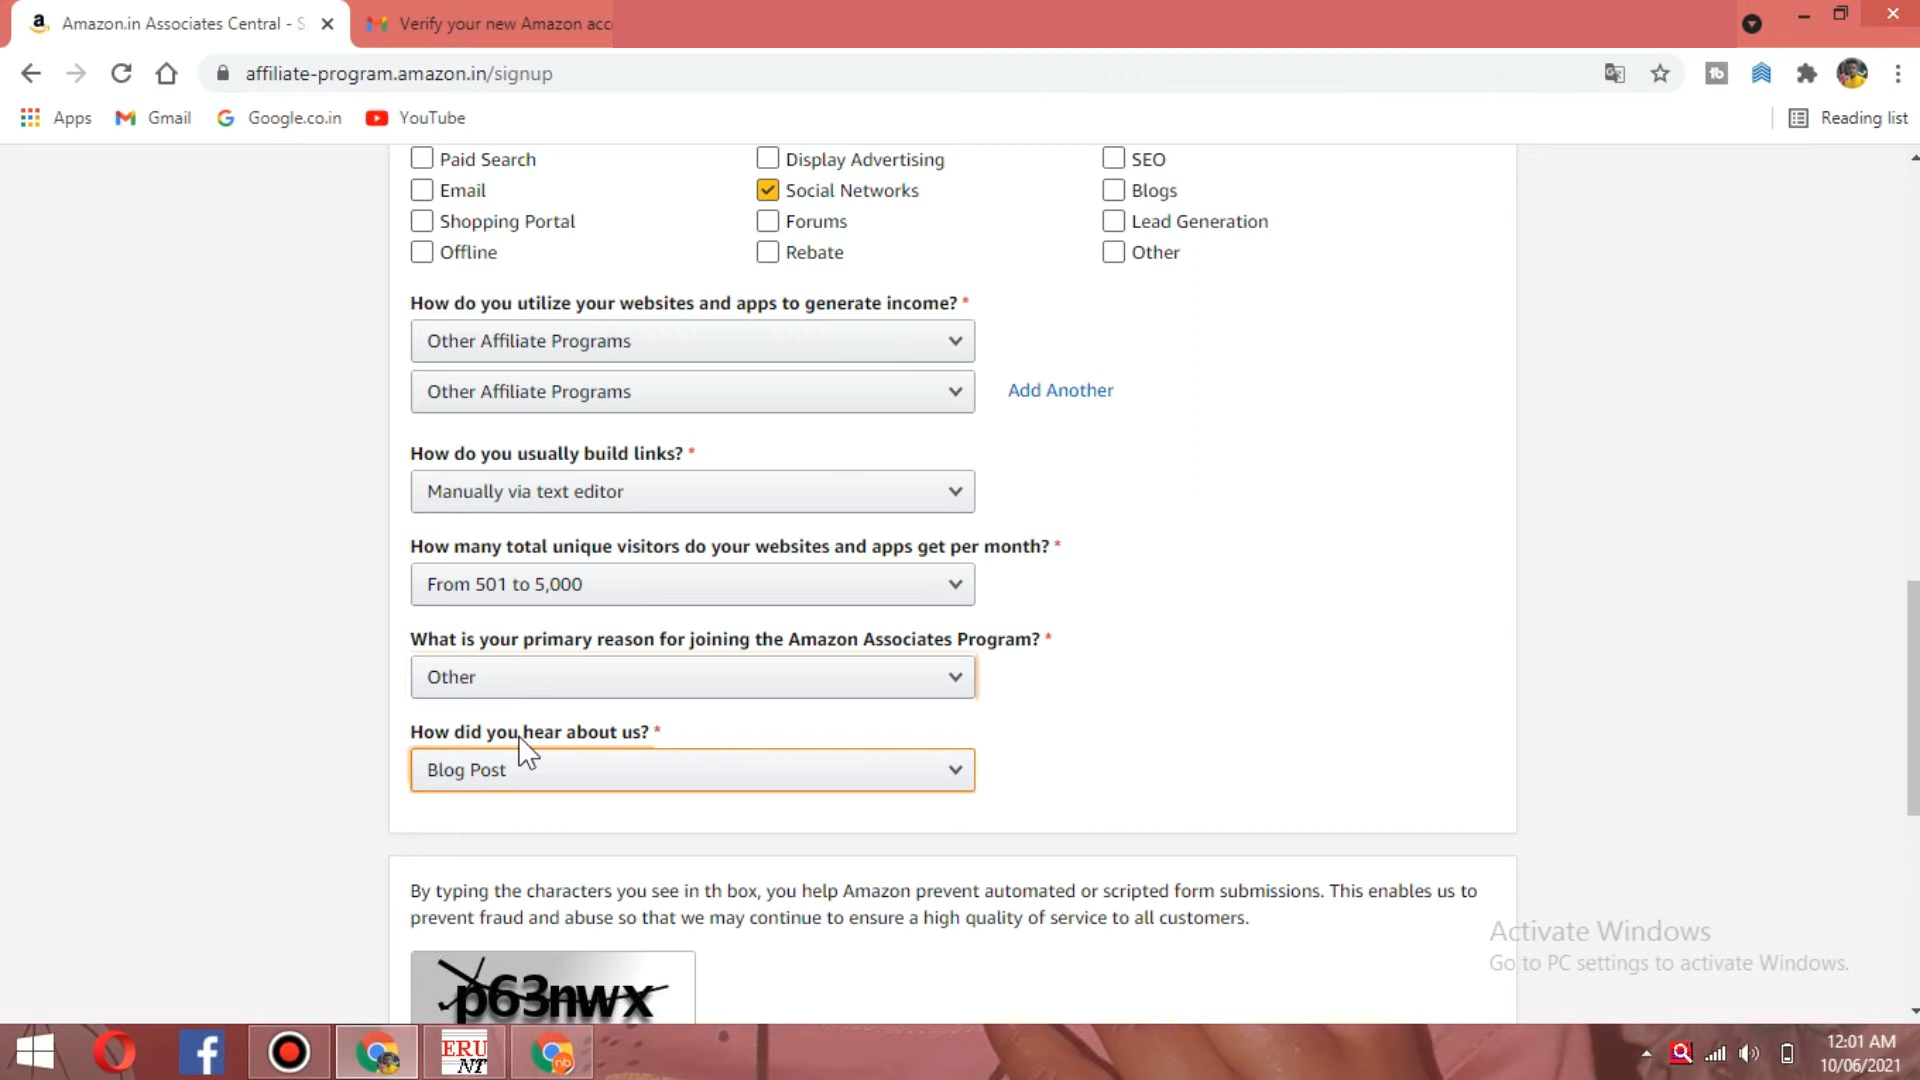 Amazon.in Associates Central - S
Verify your new Amazon acc
affiliate-program.amazon.in/signup
Apps
Gmail
Google.co.in
YouTube
Reading list
Paid Search
Display Advertising
SEO
Email
Social Networks
Blogs
Shopping Portal
Forums
Lead Generation
Offline
Rebate
Other
How do you utilize your websites and apps to generate income? *
Other Affiliate Programs
Other Affiliate Programs
Add Another
How do you usually build links? *
Manually via text editor
How many total unique visitors do your websites and apps get per month? *
From 501 to 5,000
What is your primary reason for joining the Amazon Associates Program? *
Other
How did you hear about us? *
Blog Post
By typing the characters you see in th box, you help Amazon prevent automated or scripted form submissions. This enables us to
prevent fraud and abuse so that we may continue to ensure a high quality of service to all customers.
p63nwx
Activate Windows
Go to PC settings to activate Windows.
ERU
NT
nb
12:01 AM
10/06/2021